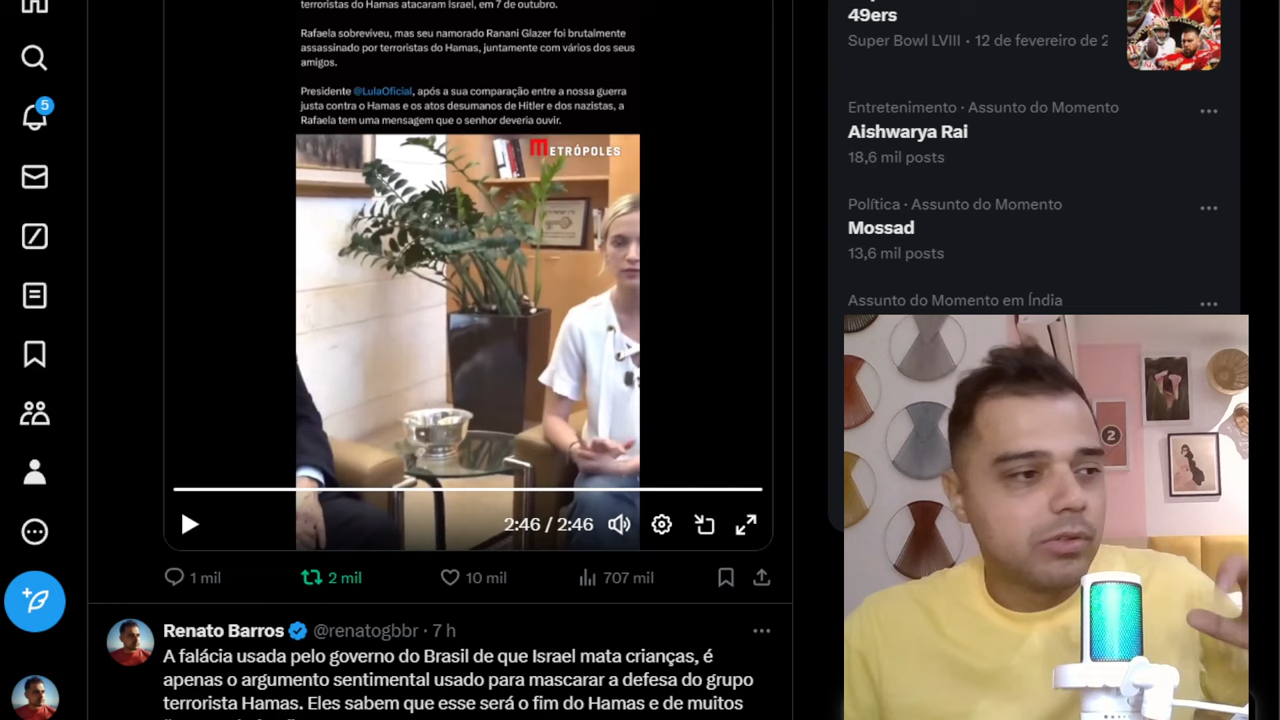 terroristas do Hamas atacaram Israel, em 7 de outubro.
Rafaela sobreviveu, mas seu namorado Ranani Glazer foi brutalmente
assassinado por terroristas do Hamas, juntamente com vários dos seus
amigos.
Presidente @LulaOficial, após a sua comparação entre a nossa guerra
justa contra o Hamas e os atos desumanos de Hitler e dos nazistas, a
Rafaela tem uma mensagem que o senhor deveria ouvir.
METRÓPOLES
2:46 / 2:46
1 mil
2 mil
10 mil
707 mil
Renato Barros @renatogbbr · 7 h
A falácia usada pelo governo do Brasil de que Israel mata crianças, é
apenas o argumento sentimental usado para mascarar a defesa do grupo
terrorista Hamas. Eles sabem que esse será o fim do Hamas e de muitos
5
49ers
Super Bowl LVIII • 12 de fevereiro de 2
Entretenimento · Assunto do Momento
Aishwarya Rai
18,6 mil posts
Política · Assunto do Momento
Mossad
13,6 mil posts
Assunto do Momento em Índia
2